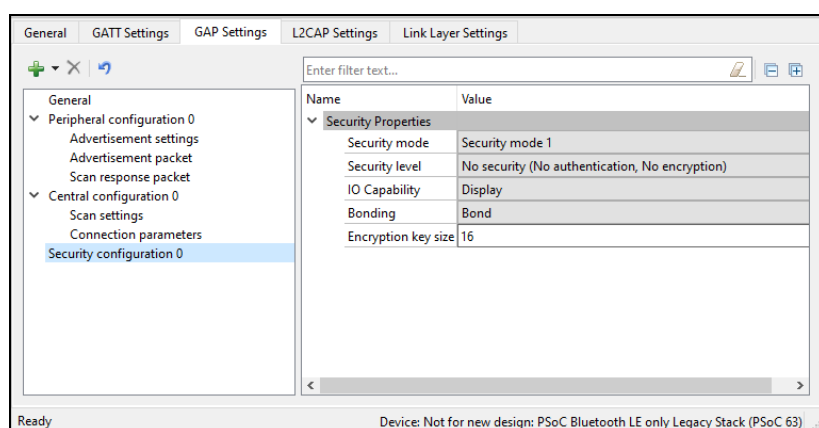 General GATT Settings GAP Settings L2CAP Settings Link Layer Settings
Enter filter text...
General
Peripheral configuration 0
Advertisement settings
Advertisement packet
Scan response packet
Central configuration 0
Scan settings
Connection parameters
Security configuration 0
Name Value
Security Properties
Security mode Security mode 1
Security level No security (No authentication, No encryption)
IO Capability Display
Bonding Bond
Encryption key size 16
Ready Device: Not for new design: PSoC Bluetooth LE only Legacy Stack (PSoC 63)